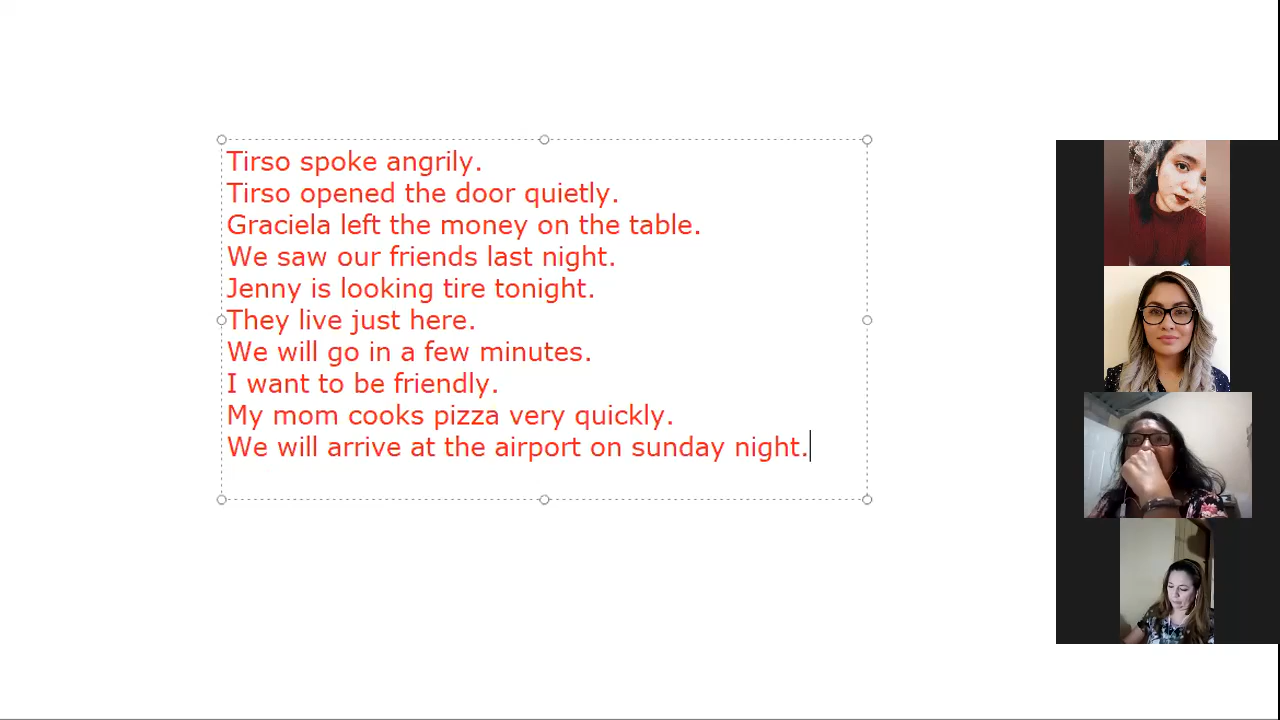 Tirso spoke angrily.
Tirso opened the door quietly.
Graciela left the money on the table.
We saw our friends last night.
Jenny is looking tire tonight.
They live just here.
We will go in a few minutes.
I want to be friendly.
My mom cooks pizza very quickly.
We will arrive at the airport on sunday night.